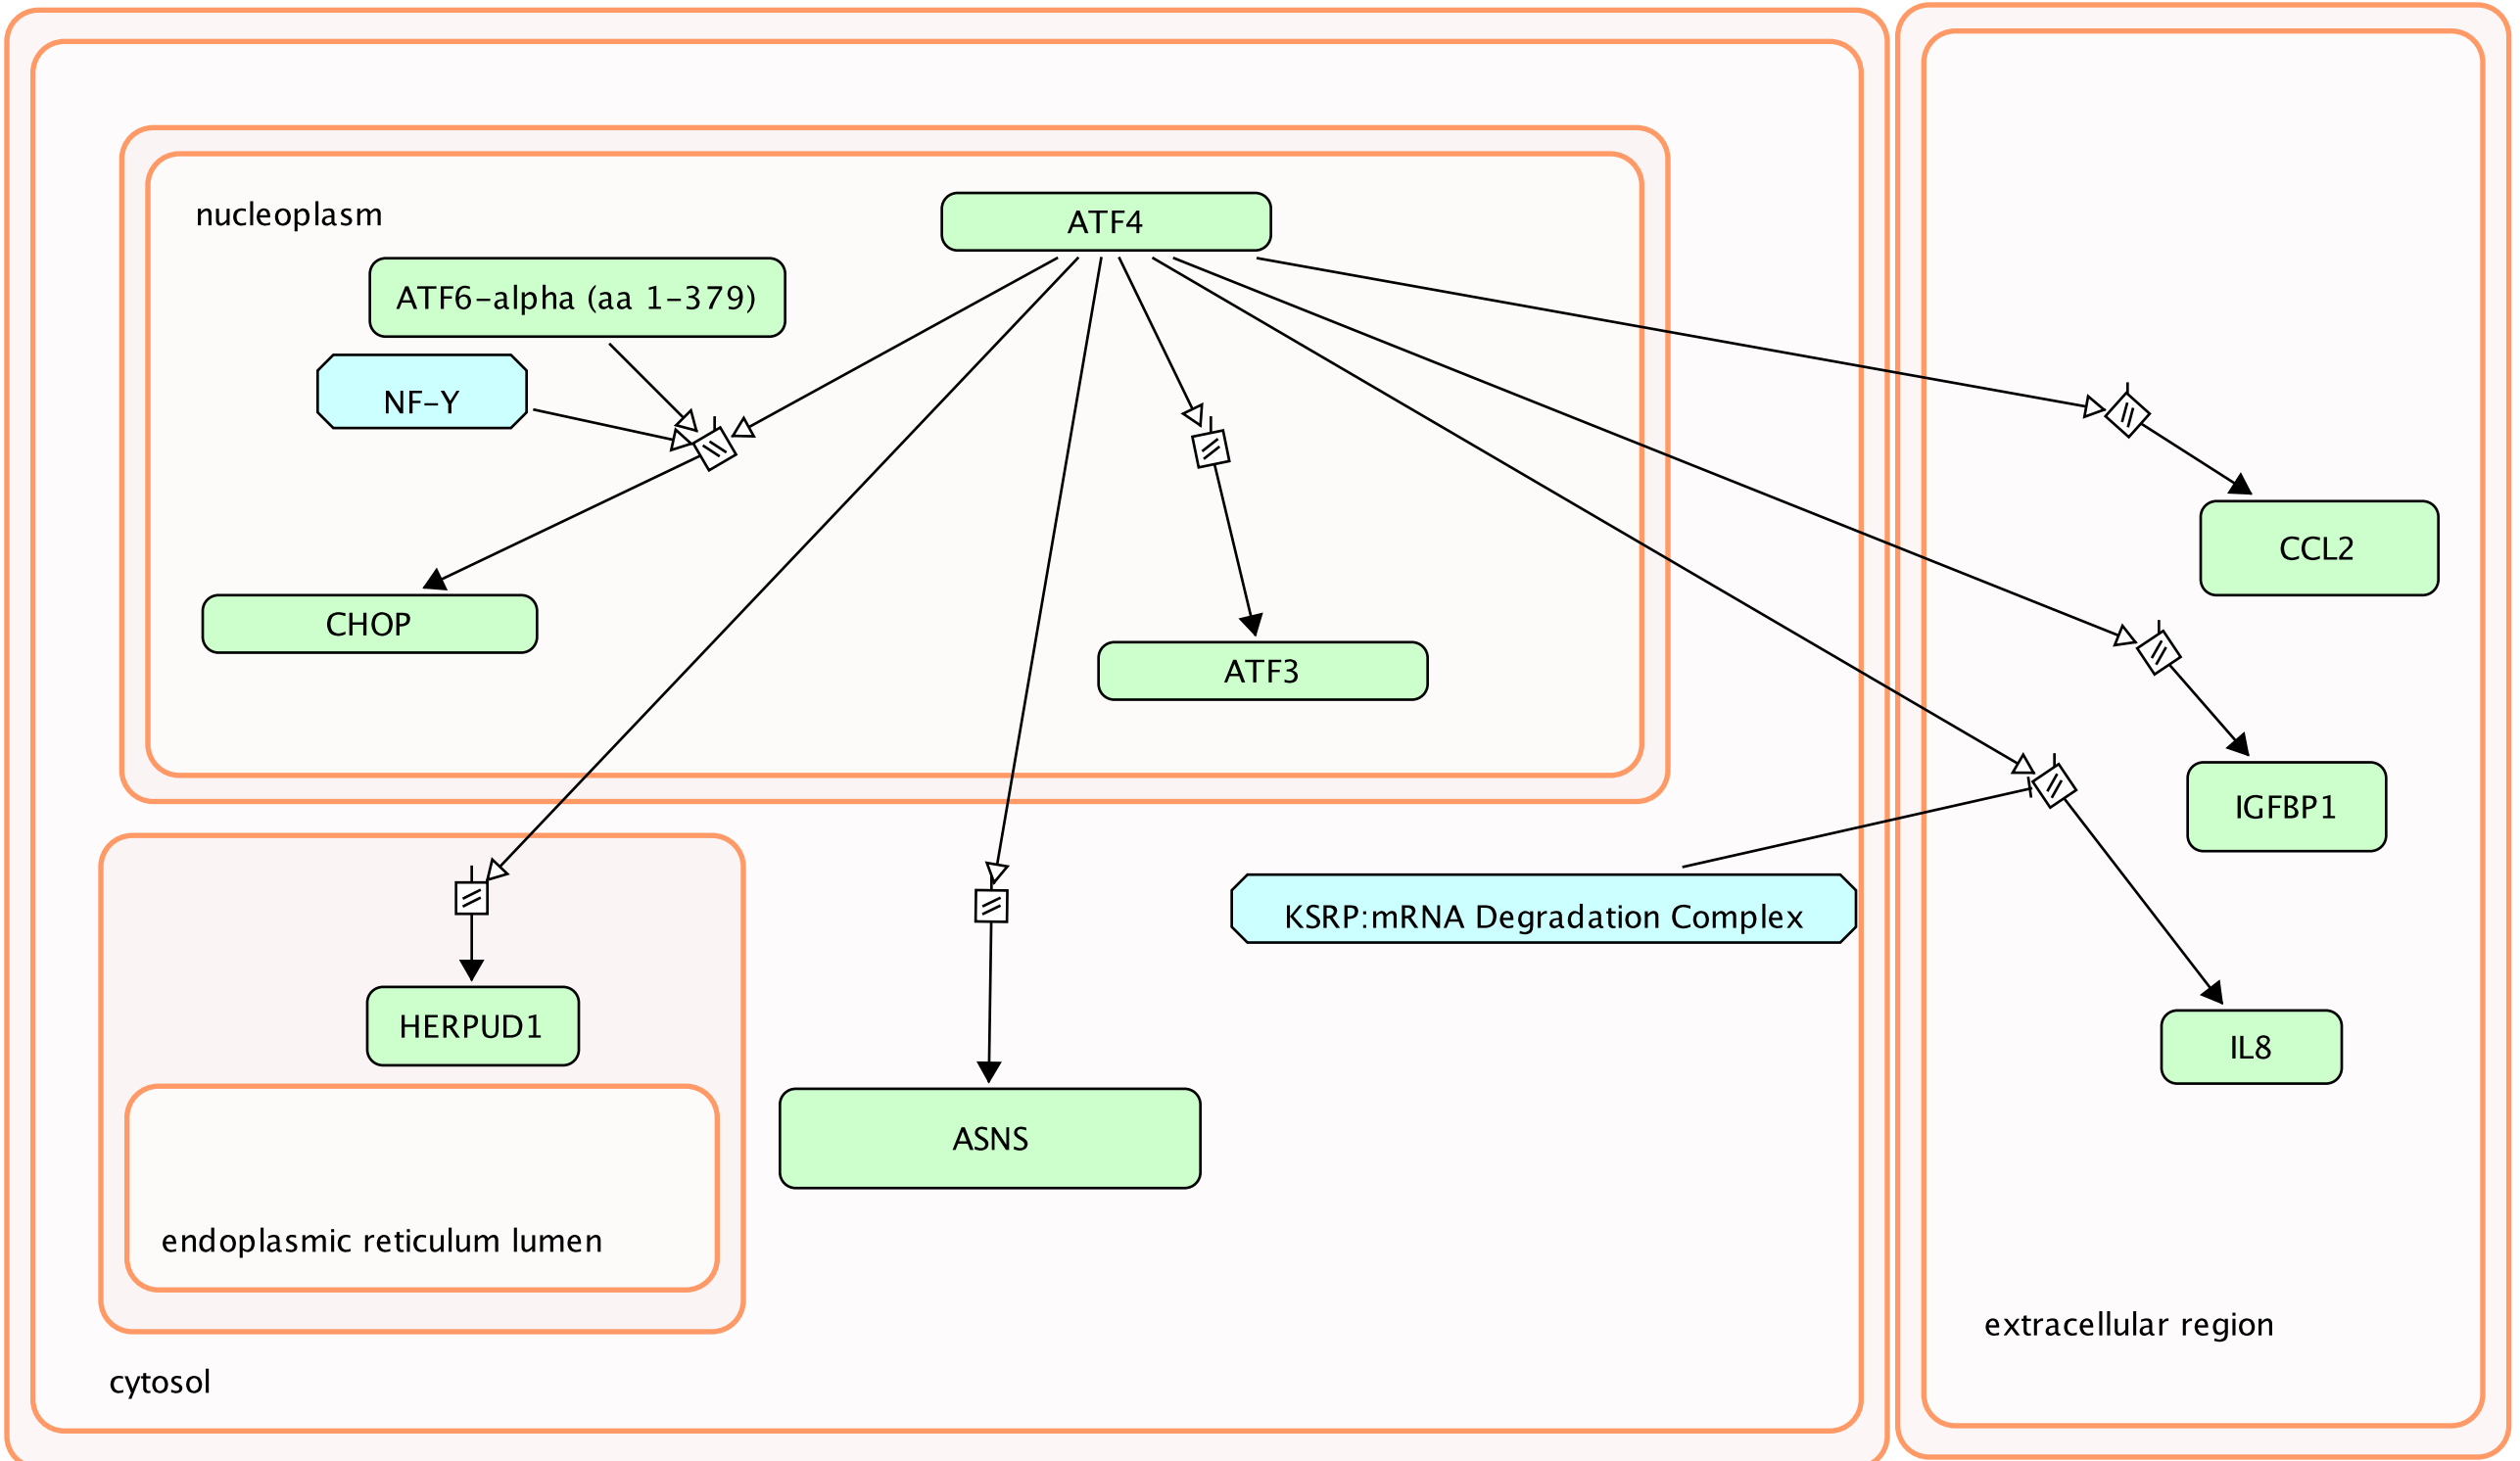 nucleoplasm
ATF4
ATF6-alpha (aa 1-379)
NF-Y
CCL2
CHOP
ATF3
IGFBP1
KSRP:mRNA Degradation Complex
HERPUD1
IL8
ASNS
endoplasmic reticulum lumen
extracellular region
cytosol